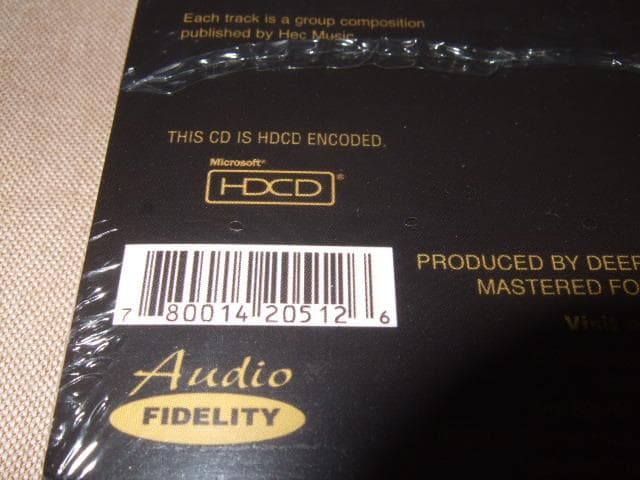 Each track is a group composition
published by Hec Music
THIS CD IS HDCD ENCODED.
Microsoft®
HDCD®
7 80014 20512 6
PRODUCED BY DEEP
MASTERED FO
Visit
Audio
FIDELITY